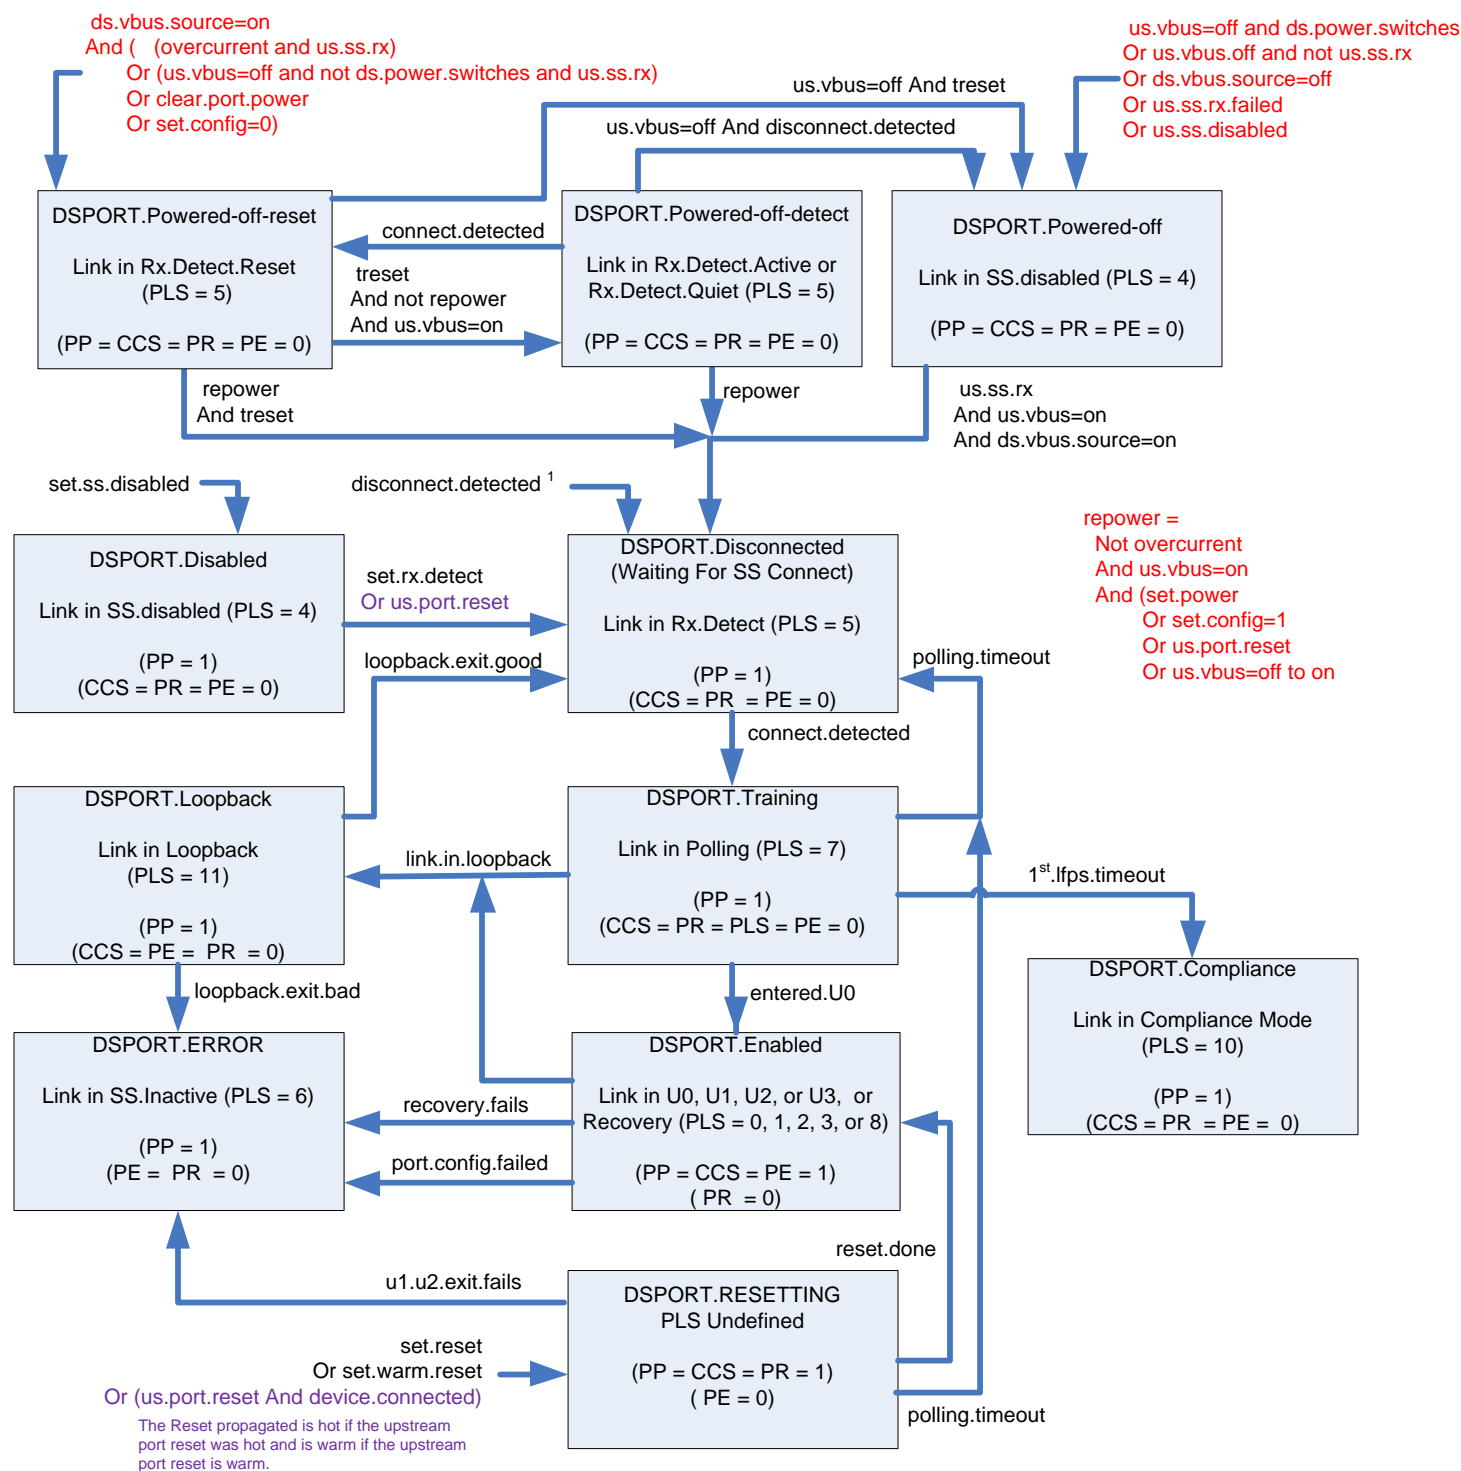 ds.vbus.source=on
And (   (overcurrent and us.ss.rx)
Or (us.vbus=off and not ds.power.switches and us.ss.rx)
Or clear.port.power
Or set.config=0)
us.vbus=off and ds.power.switches
Or us.vbus.off and not us.ss.rx
Or ds.vbus.source=off
Or us.ss.rx.failed
Or us.ss.disabled
us.vbus=off And treset
us.vbus=off And disconnect.detected
DSPORT.Powered-off-reset
Link in Rx.Detect.Reset
(PLS = 5)
(PP = CCS = PR = PE = 0)
connect.detected
treset
And not repower
And us.vbus=on
DSPORT.Powered-off-detect
Link in Rx.Detect.Active or
Rx.Detect.Quiet (PLS = 5)
(PP = CCS = PR = PE = 0)
DSPORT.Powered-off
Link in SS.disabled (PLS = 4)
(PP = CCS = PR = PE = 0)
repower
And treset
repower
us.ss.rx
And us.vbus=on
And ds.vbus.source=on
set.ss.disabled
disconnect.detected 1
repower =
Not overcurrent
And us.vbus=on
And (set.power
Or set.config=1
Or us.port.reset
Or us.vbus=off to on
DSPORT.Disabled
Link in SS.disabled (PLS = 4)
(PP = 1)
(CCS = PR = PE = 0)
set.rx.detect
Or us.port.reset
DSPORT.Disconnected
(Waiting For SS Connect)
Link in Rx.Detect (PLS = 5)
(PP = 1)
(CCS = PR = PE = 0)
loopback.exit.good
polling.timeout
connect.detected
DSPORT.Loopback
Link in Loopback
(PLS = 11)
(PP = 1)
(CCS = PE = PR = 0)
link.in.loopback
DSPORT.Training
Link in Polling (PLS = 7)
(PP = 1)
(CCS = PR = PLS = PE = 0)
1st.lfps.timeout
loopback.exit.bad
entered.U0
DSPORT.Compliance
Link in Compliance Mode
(PLS = 10)
(PP = 1)
(CCS = PR = PE = 0)
DSPORT.ERROR
Link in SS.Inactive (PLS = 6)
(PP = 1)
(PE = PR = 0)
recovery.fails
port.config.failed
DSPORT.Enabled
Link in U0, U1, U2, or U3, or
Recovery (PLS = 0, 1, 2, 3, or 8)
(PP = CCS = PE = 1)
( PR = 0)
reset.done
u1.u2.exit.fails
DSPORT.RESETTING
PLS Undefined
(PP = CCS = PR = 1)
( PE = 0)
set.reset
Or set.warm.reset
Or (us.port.reset And device.connected)
The Reset propagated is hot if the upstream
port reset was hot and is warm if the upstream
port reset is warm.
polling.timeout